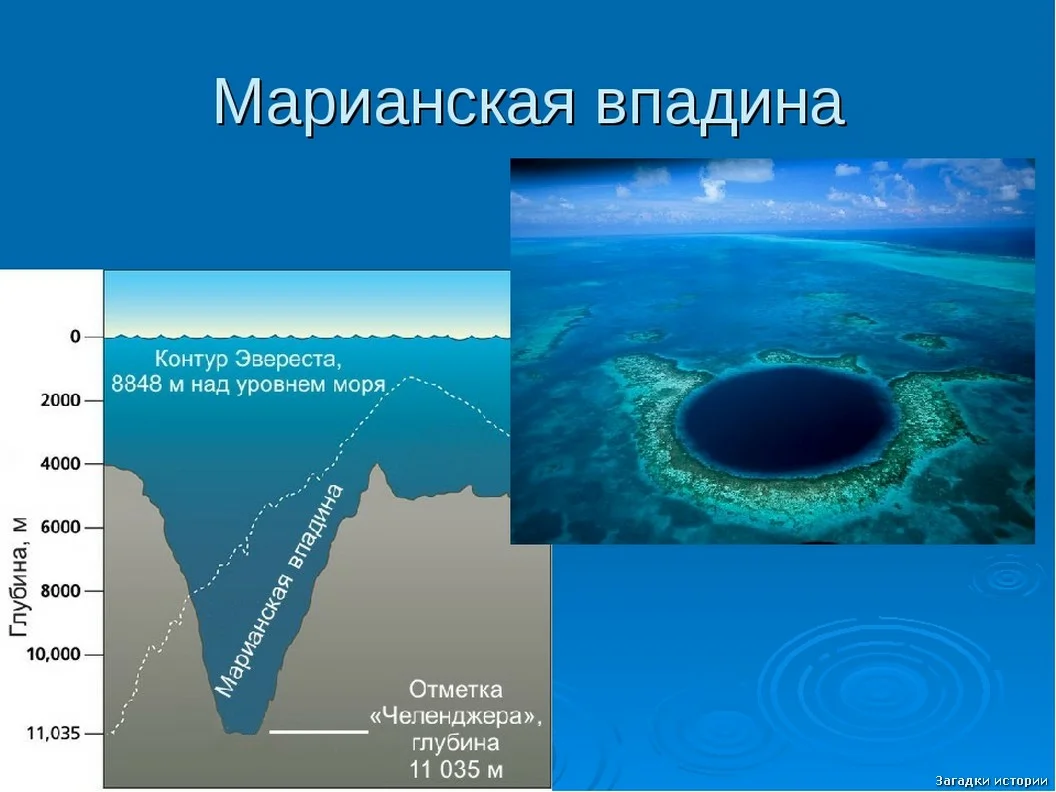 Марианская впадина
0
Контур Эвереста,
8848 м над уровнем моря
2000
4000
6000
8000
10,000
11,035
Глубина, м
Марианская впадина
Отметка
«Челенджера»,
глубина
11 035 м
Загадки истории